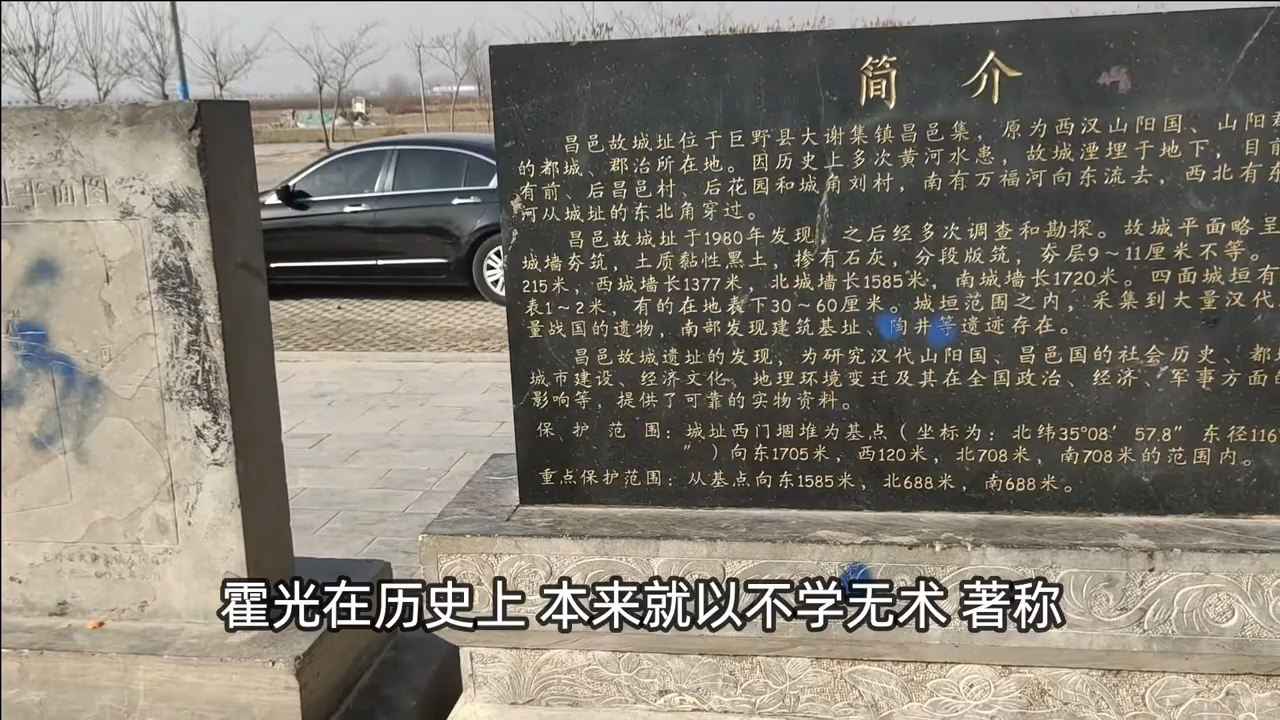 址平面图
简 介
昌邑故城址位于巨野县大谢集镇昌邑集，原为西汉山阳国、山阳
的都城、郡治所在地。因历史上多次黄河水患，故城湮埋于地下，目前
有前、后昌邑村、后花园和城角刘村，南有万福河向东流去，西北有东
河从城址的东北角穿过。
昌邑故城址于1980年发现，之后经多次调查和勘探。故城平面略呈
城墙夯筑，土质黏性黑土，掺有石灰，分段版筑，夯层9～11厘米不等。
215米，西城墙长1377米，北城墙长1585米，南城墙长1720米。四面城垣有
表1～2米，有的在地表下30～60厘米。城垣范围之内，采集到大量汉代
量战国的遗物，南部发现建筑基址、陶井等遗迹存在。
昌邑故城遗址的发现，为研究汉代山阳国、昌邑国的社会历史、都
城市建设、经济文化、地理环境变迁及其在全国政治、经济、军事方面的
影响等，提供了可靠的实物资料。
保 护 范 围：城址西门堌堆为基点（坐标为：北纬35°08′57.8″东径116
″）向东1705米，西120米，北708米，南708米的范围内。
重点保护范围：从基点向东1585米，北688米，南688米。
霍光在历史上 本来就以不学无术 著称